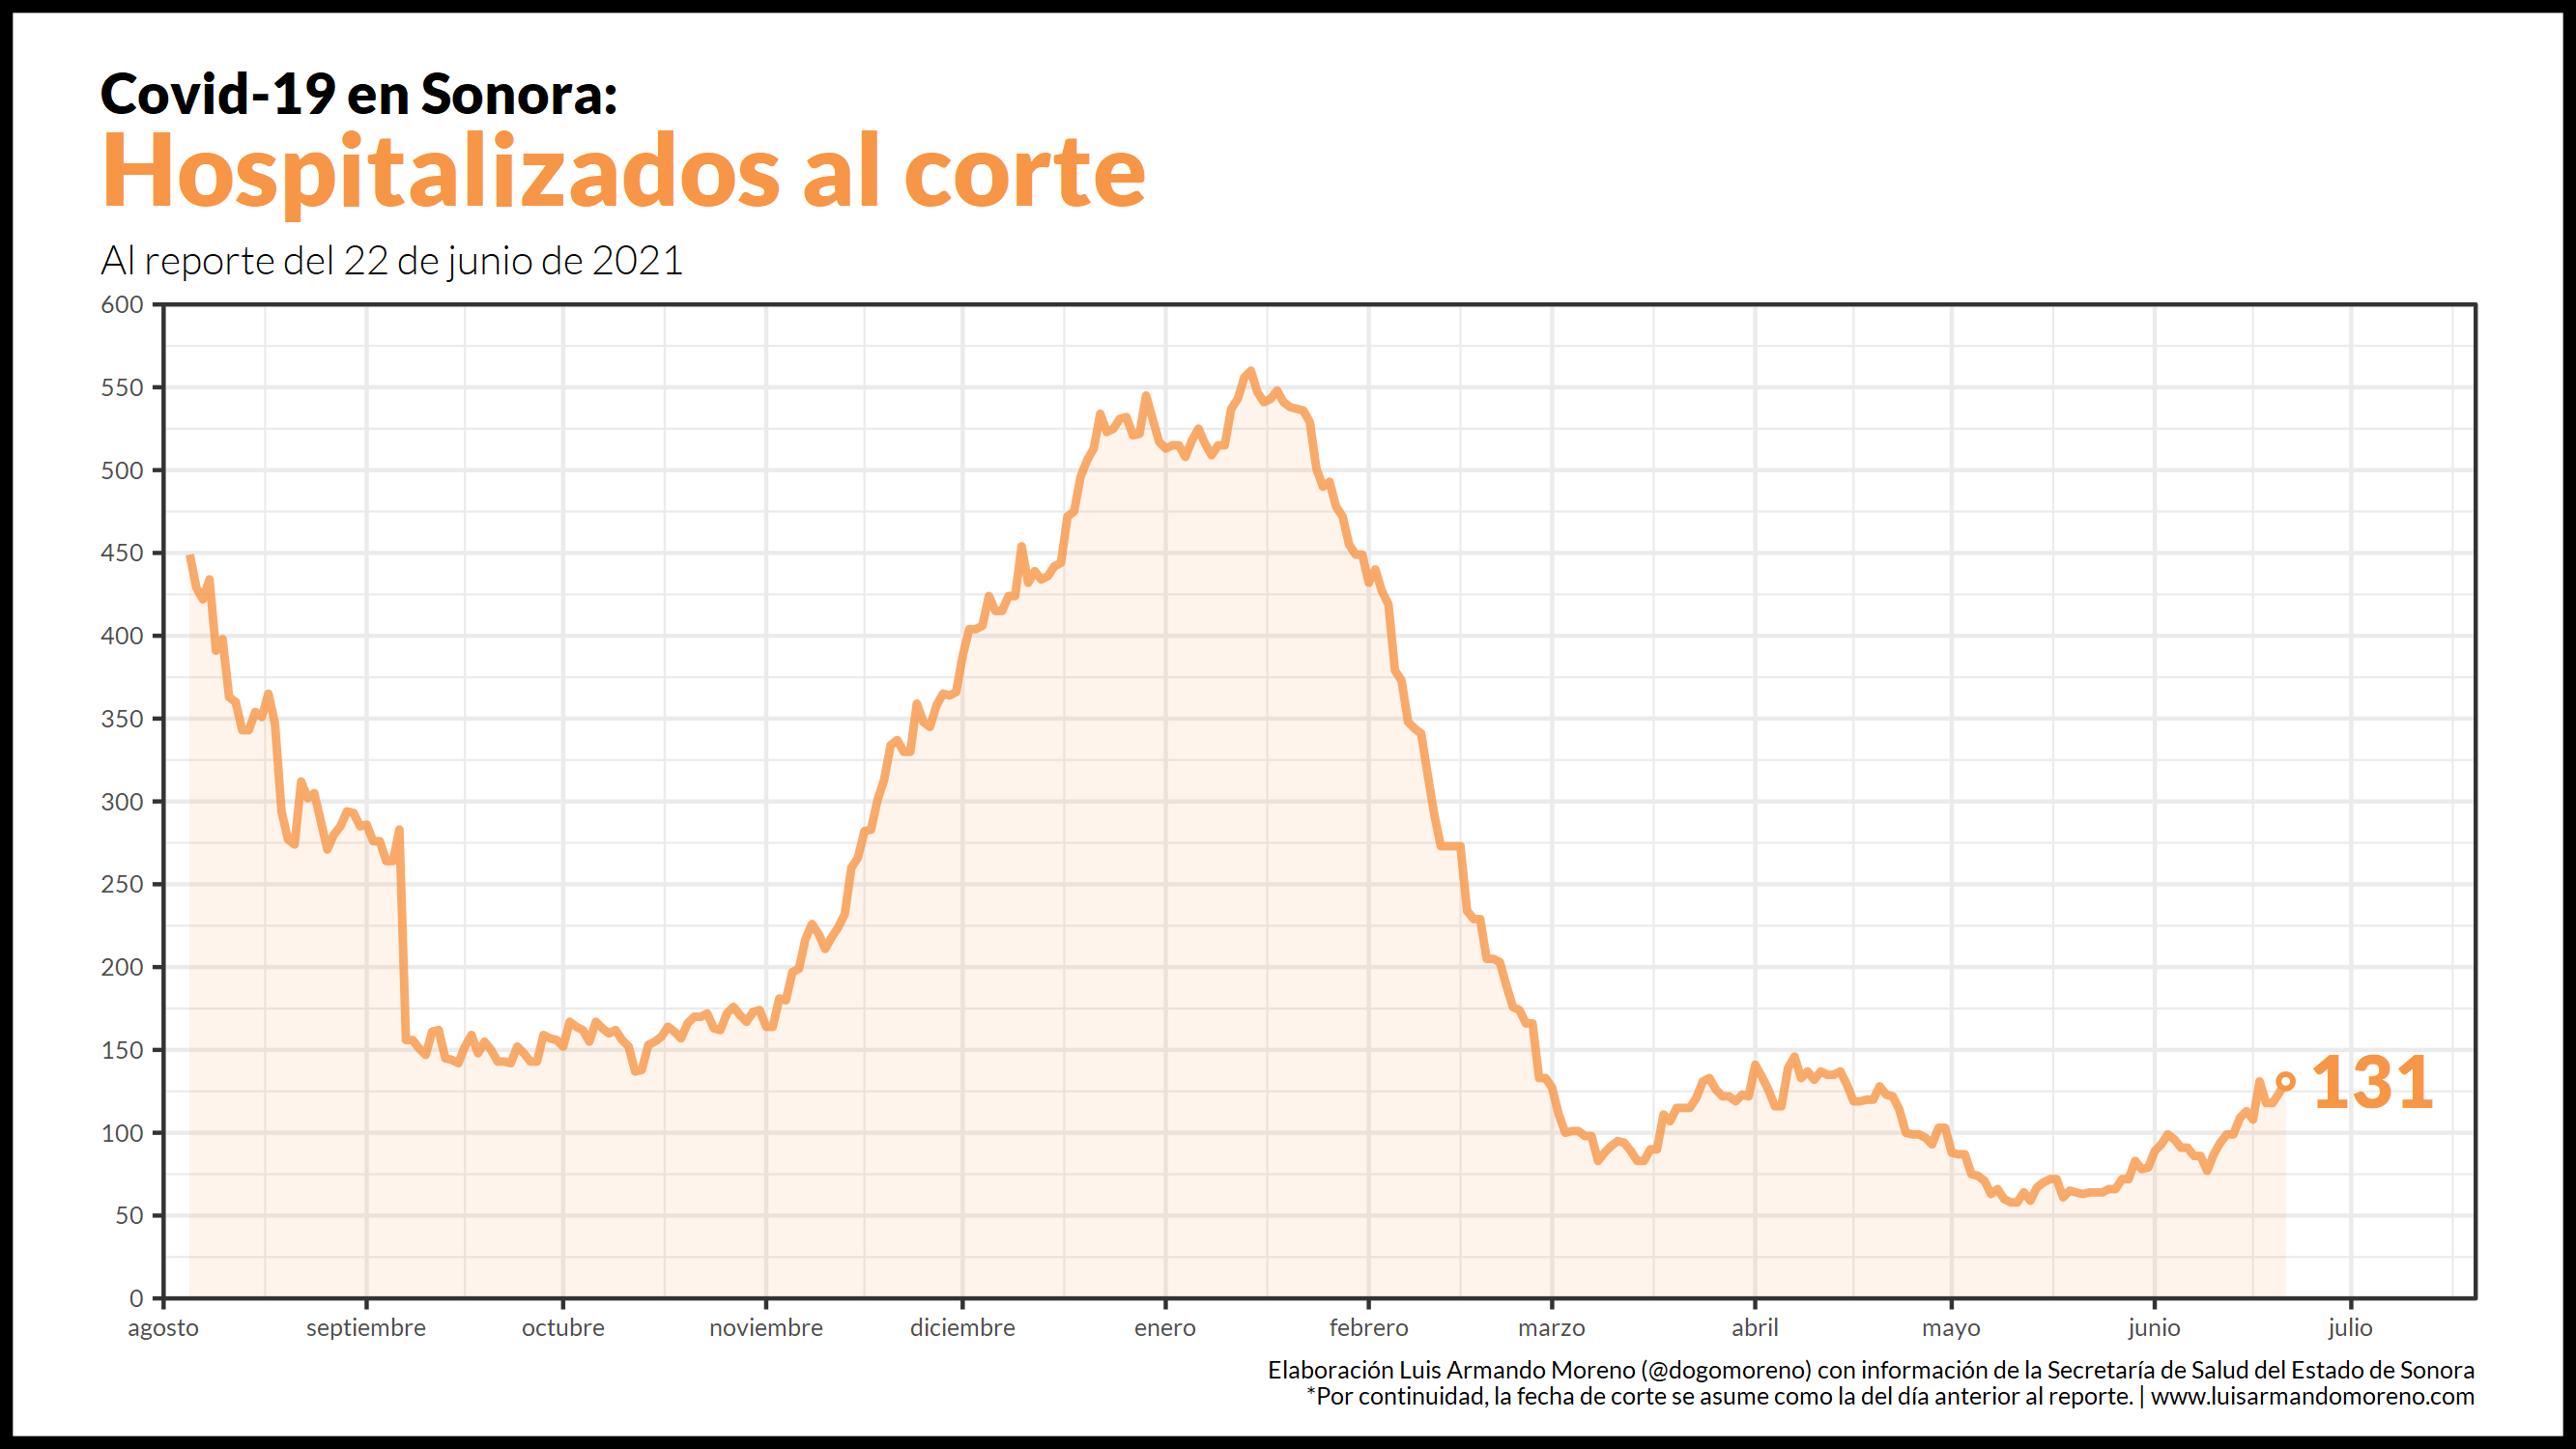 Covid-19 en Sonora:
Hospitalizados al corte
Al reporte del 22 de junio de 2021
600
550
500
450
400
350
300
250
200
150
100
50
0
131
agosto septiembre octubre noviembre diciembre enero febrero marzo abril mayo junio julio
Elaboración Luis Armando Moreno (@dogomoreno) con información de la Secretaría de Salud del Estado de Sonora
*Por continuidad, la fecha de corte se asume como la del día anterior al reporte. | www.luisarmandomoreno.com